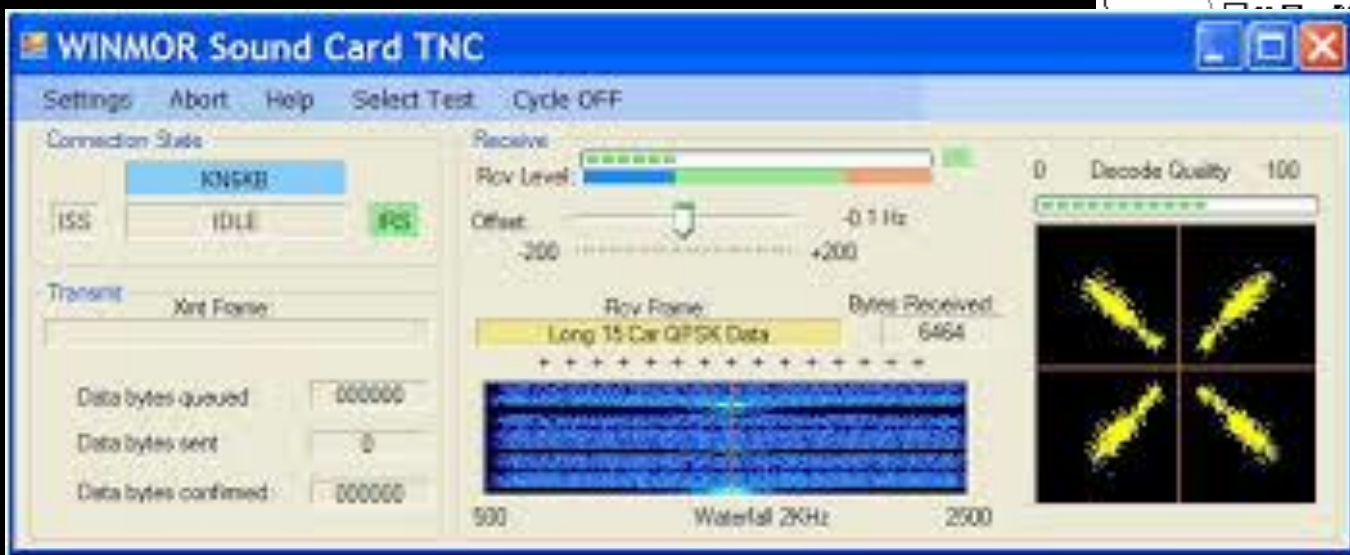 WINMOR Sound Card TNC
Settings Abort Help Select Test Cycle OFF
Connection State
KN6KB
ISS IDLE IRS
Transmit
Xmt Frame
Data bytes queued 000000
Data bytes sent 0
Data bytes confirmed 000000
Receive
Rcv Level:
Offset: -0.1 Hz
-200 +200
Rcv Frame Bytes Received:
Long 15 Car QPSK Data 6464
+ + + + + + + + + + + + + + +
500 Waterfall 2KHz 2500
0 Decode Quality 100